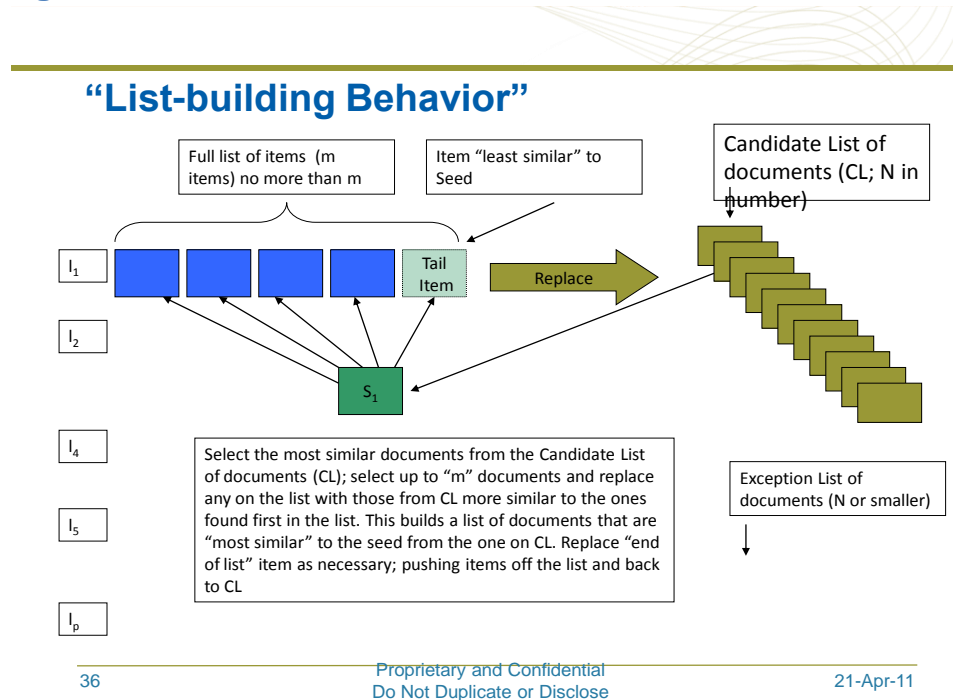 “List-building Behavior”
Full list of items  (m
items) no more than m
Item “least similar” to
Seed
Candidate List of
documents (CL; N in
number)
I1
Tail
Item
Replace
I2
S1
I4
Select the most similar documents from the Candidate List
of documents (CL); select up to “m” documents and replace
any on the list with those from CL more similar to the ones
found first in the list. This builds a list of documents that are
“most similar” to the seed from the one on CL. Replace “end
of list” item as necessary; pushing items off the list and back
to CL
Exception List of
documents (N or smaller)
I5
Ip
36
Proprietary and Confidential
Do Not Duplicate or Disclose
21-Apr-11